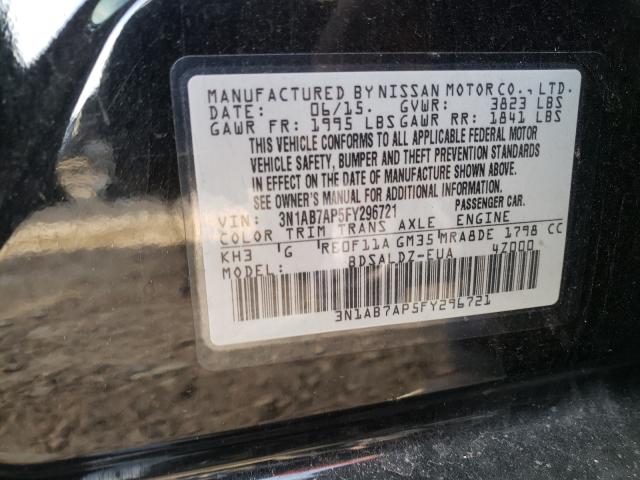 MANUFACTURED BY NISSAN MOTOR CO., LTD.
DATE: 06/15. GVWR: 3823 LBS
GAWR FR: 1995 LBS GAWR RR: 1841 LBS
THIS VEHICLE CONFORMS TO ALL APPLICABLE FEDERAL MOTOR
VEHICLE SAFETY, BUMPER AND THEFT PREVENTION STANDARDS
IN EFFECT ON THE DATE OF MANUFACTURE SHOWN ABOVE.
SEE OWNER'S MANUAL FOR ADDITIONAL INFORMATION.
VIN: 3N1AB7AP5FY296721 PASSENGER CAR.
COLOR TRIM TRANS AXLE ENGINE
KH3 G RE0F11A GM35 MRA8DE 1798 CC
MODEL: BDSALDZ-EUA 4Z000
3N1AB7AP5FY296721